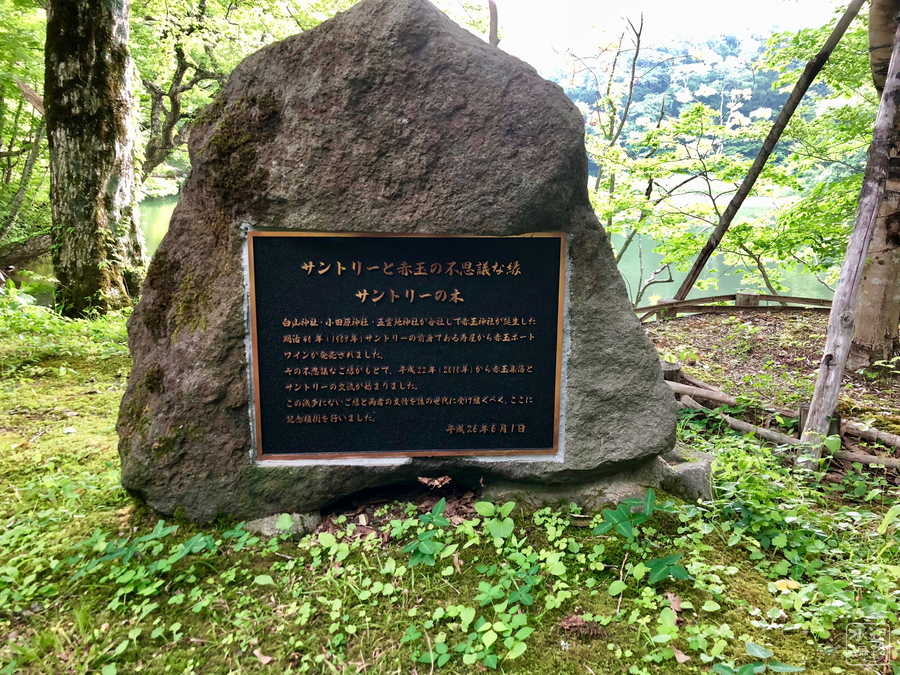 サントリーと赤玉の不思議な縁
サントリーの木
白山神社・小田原神社・五霊地神社が合社して赤玉神社が誕生した
明治40年(1907年)サントリーの前身である寿屋から赤玉ポート
ワインが発売されました。
その不思議なご縁がもとで、平成22年(2010年)から赤玉集落と
サントリーの交流が始まりました。
この滅多にないご縁と両者の友情を後の世代に受け継ぐべく、ここに
記念植樹を行いました。
平成26年6月1日